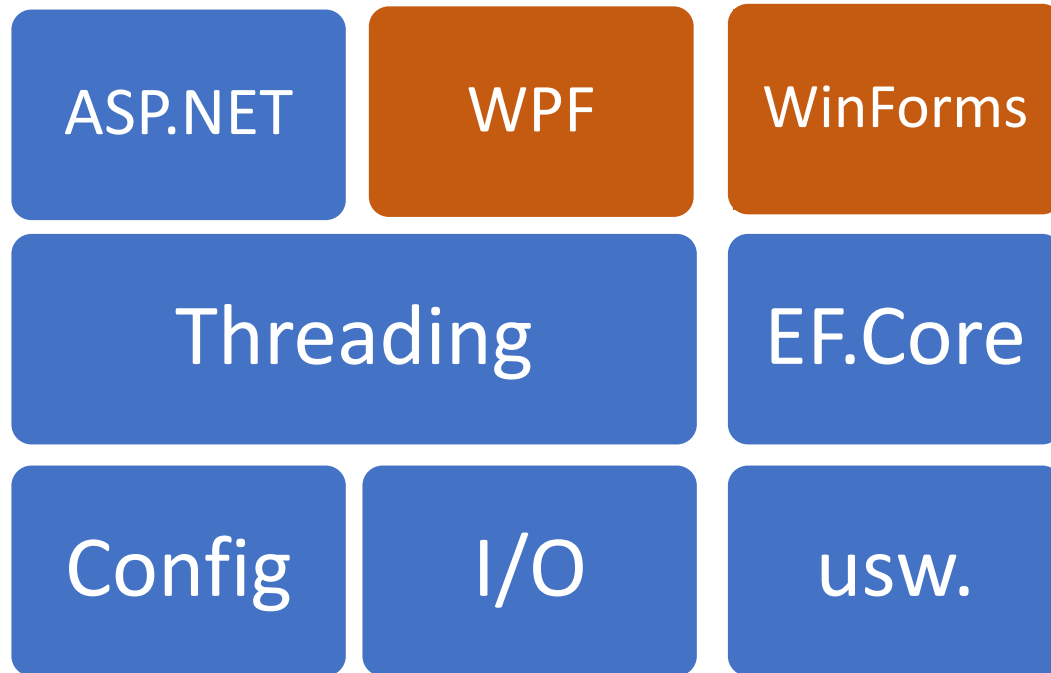 ASP.NET
WPF
WinForms
Threading
EF.Core
Config
I/O
usw.